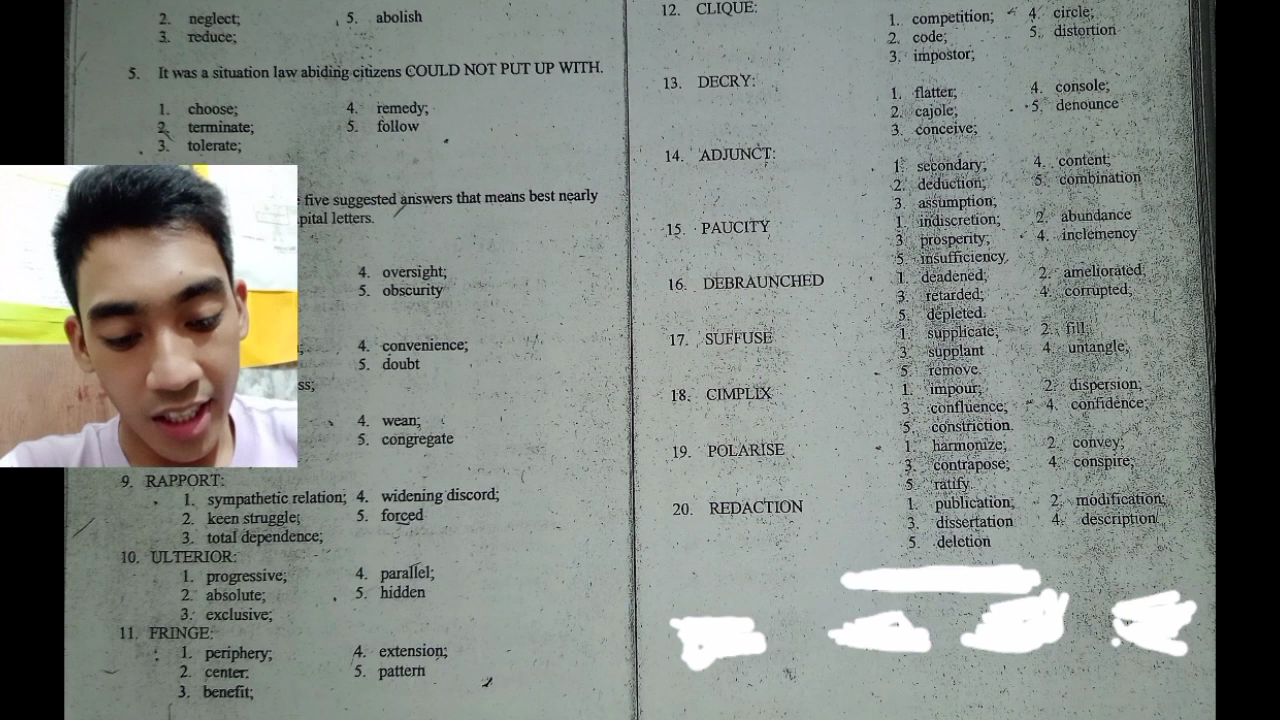 2. neglect; 5. abolish
3. reduce;
5. It was a situation law abiding citizens COULD NOT PUT UP WITH.
1. choose; 4. remedy;
2. terminate; 5. follow
3. tolerate;
five suggested answers that means best nearly
pital letters.
4. oversight;
5. obscurity
4. convenience;
5. doubt
ss;
4. wean;
5. congregate
9. RAPPORT:
1. sympathetic relation; 4. widening discord;
2. keen struggle; 5. forced
3. total dependence;
10. ULTERIOR:
1. progressive; 4. parallel;
2. absolute; 5. hidden
3. exclusive;
11. FRINGE:
1. periphery; 4. extension;
2. center; 5. pattern
3. benefit;
12. CLIQUE:
1. competition; 4. circle;
2. code; 5. distortion
3. impostor;
13. DECRY:
1. flatter; 4. console;
2. cajole; 5. denounce
3. conceive;
14. ADJUNCT:
1. secondary; 4. content;
2. deduction; 5. combination
3. assumption;
15. PAUCITY
1. indiscretion; 2. abundance
3. prosperity; 4. inclemency
5. insufficiency.
16. DEBRAUNCHED
1. deadened; 2. ameliorated;
3. retarded; 4. corrupted;
5. depleted.
17. SUFFUSE
1. supplicate; 2. fill;
3. supplant 4. untangle;
5. remove.
18. CIMPLIX
1. impour; 2. dispersion;
3. confluence; 4. confidence;
5. constriction.
19. POLARISE
1. harmonize; 2. convey;
3. contrapose; 4. conspire;
5. ratify
20. REDACTION
1. publication; 2. modification;
3. dissertation 4. description
5. deletion